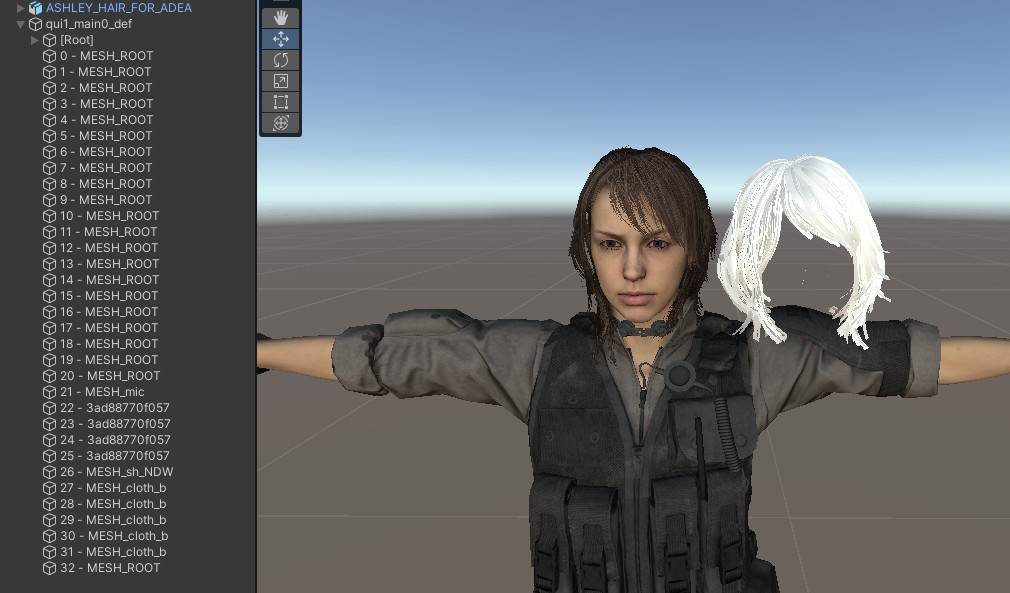 ASHLEY_HAIR_FOR_ADEA
qui1_main0_def
[Root]
0 - MESH_ROOT
1 - MESH_ROOT
2 - MESH_ROOT
3 - MESH_ROOT
4 - MESH_ROOT
5 - MESH_ROOT
6 - MESH_ROOT
7 - MESH_ROOT
8 - MESH_ROOT
9 - MESH_ROOT
10 - MESH_ROOT
11 - MESH_ROOT
12 - MESH_ROOT
13 - MESH_ROOT
14 - MESH_ROOT
15 - MESH_ROOT
16 - MESH_ROOT
17 - MESH_ROOT
18 - MESH_ROOT
19 - MESH_ROOT
20 - MESH_ROOT
21 - MESH_mic
22 - 3ad88770f057
23 - 3ad88770f057
24 - 3ad88770f057
25 - 3ad88770f057
26 - MESH_sh_NDW
27 - MESH_cloth_b
28 - MESH_cloth_b
29 - MESH_cloth_b
30 - MESH_cloth_b
31 - MESH_cloth_b
32 - MESH_ROOT